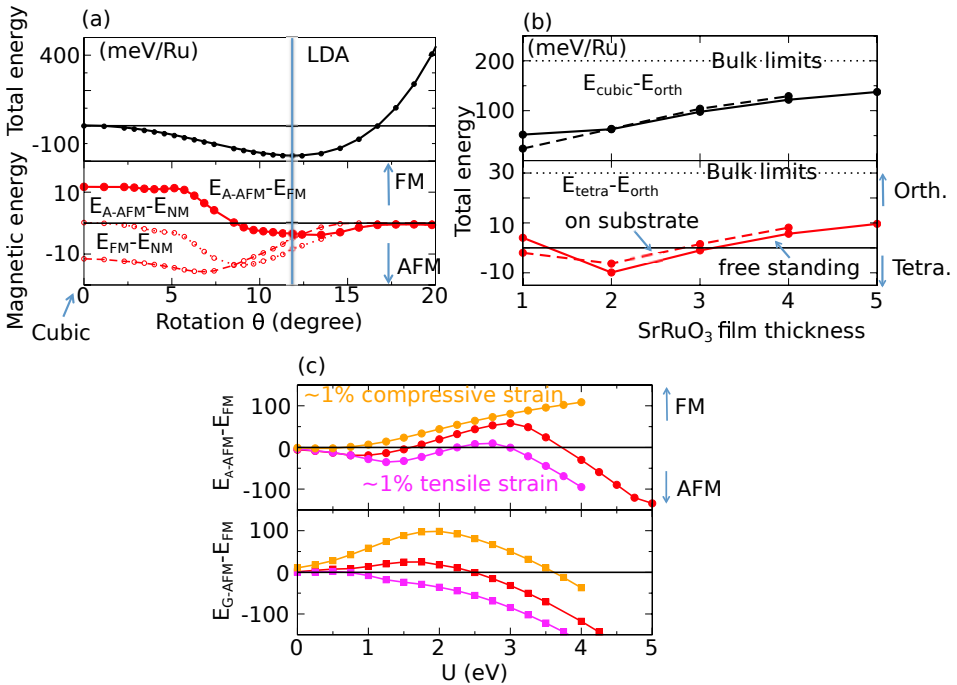 (a)
Total energy
400
-100
(meV/Ru)
LDA
Magnetic energy
10
-10
E_A-AFM-E_FM
E_A-AFM-E_NM
E_FM-E_NM
FM
AFM
0 5 10 15 20
Cubic
Rotation θ (degree)
(b)
Total energy
(meV/Ru)
200
100
Bulk limits
E_cubic-E_orth
30
10
-10
Bulk limits
E_tetra-E_orth
on substrate
free standing
Orth.
Tetra.
1 2 3 4 5
SrRuO₃ film thickness
(c)
E_A-AFM-E_FM
100
0
-100
~1% compressive strain
~1% tensile strain
FM
AFM
E_G-AFM-E_FM
100
0
-100
0 1 2 3 4 5
U (eV)